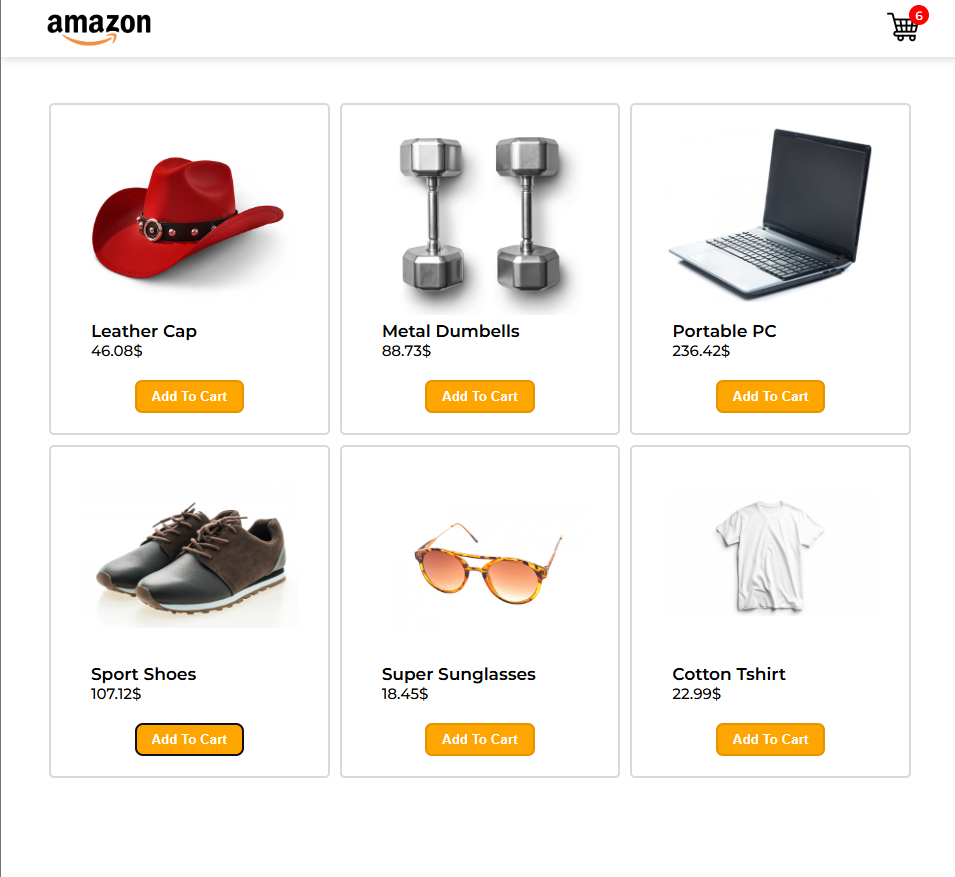 amazon
6
Leather Cap
46.08$
Add To Cart
Metal Dumbells
88.73$
Add To Cart
Portable PC
236.42$
Add To Cart
Sport Shoes
107.12$
Add To Cart
Super Sunglasses
18.45$
Add To Cart
Cotton Tshirt
22.99$
Add To Cart